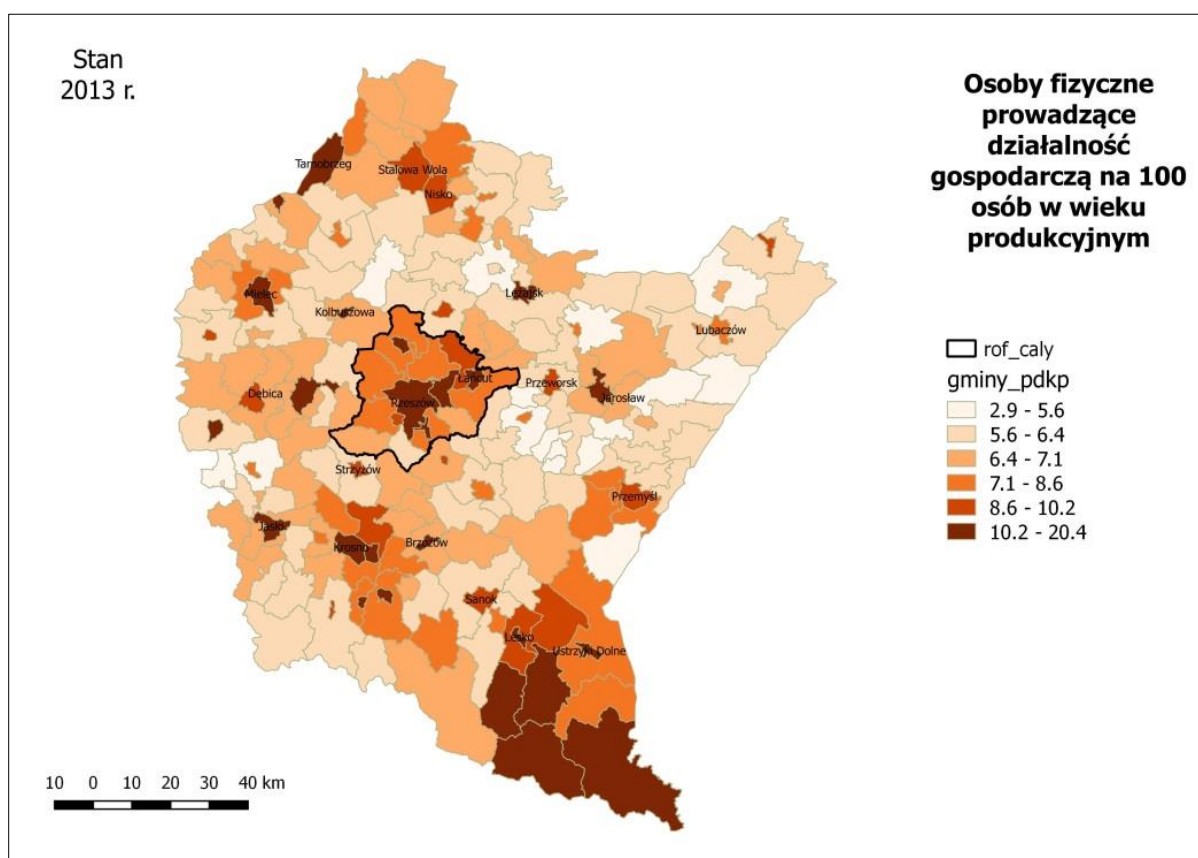 Stan
2013 r.
Osoby fizyczne
prowadzące
działalność
gospodarczą na 100
osób w wieku
produkcyjnym
Tarnobrzeg
Stalowa Wola
Nisko
Mielec
Leżajsk
Kolbuszowa
Lubaczów
Łańcut
Przeworsk
Dębica
Rzeszów
Jarosław
Strzyżów
Przemyśl
Jasło
Krosno
Brzozów
Sanok
Lesko
Ustrzyki Dolne
rof_caly
gminy_pdkp
2.9 - 5.6
5.6 - 6.4
6.4 - 7.1
7.1 - 8.6
8.6 - 10.2
10.2 - 20.4
10 0 10 20 30 40 km